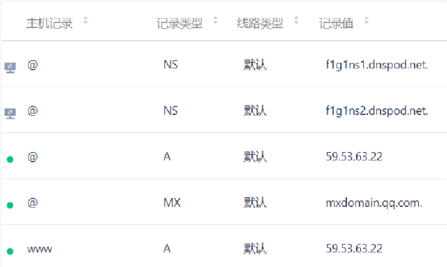 主机记录 记录类型 线路类型 记录值
@ NS 默认 f1g1ns1.dnspod.net.
@ NS 默认 f1g1ns2.dnspod.net.
@ A 默认 59.53.63.22
@ MX 默认 mxdomain.qq.com.
www A 默认 59.53.63.22